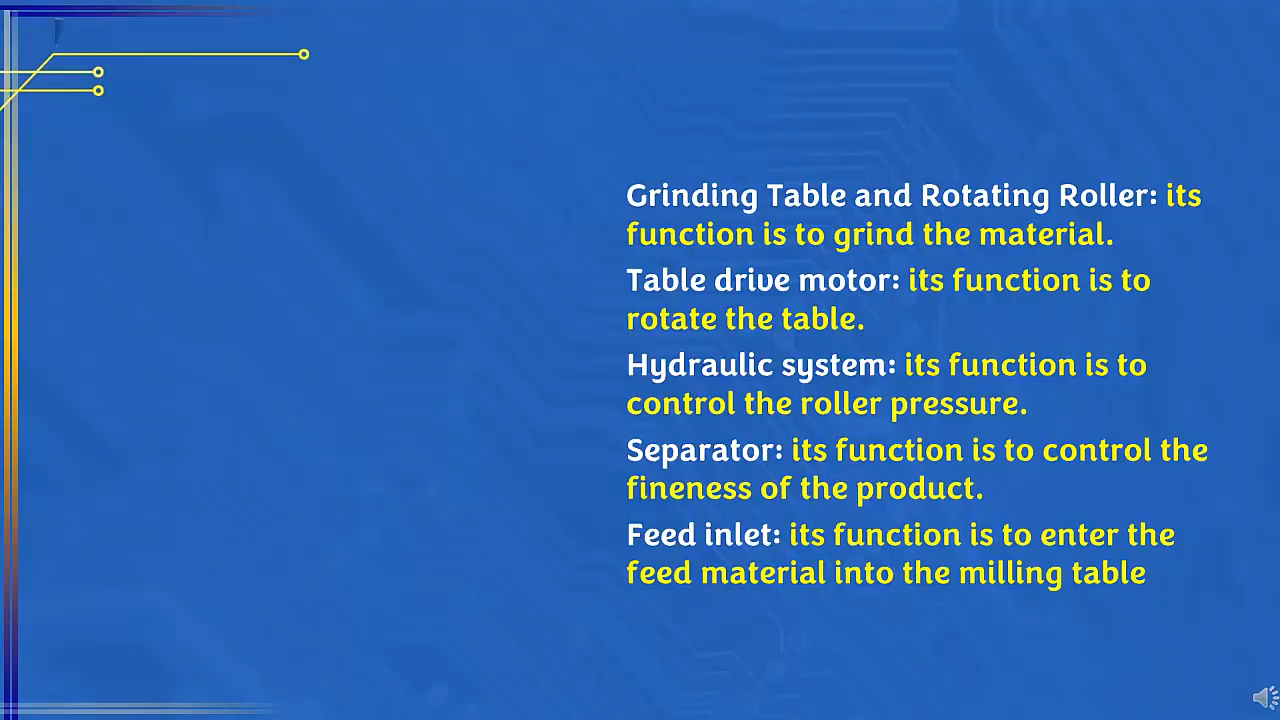 Grinding Table and Rotating Roller: its
function is to grind the material.
Table drive motor: its function is to
rotate the table.
Hydraulic system: its function is to
control the roller pressure.
Separator: its function is to control the
fineness of the product.
Feed inlet: its function is to enter the
feed material into the milling table